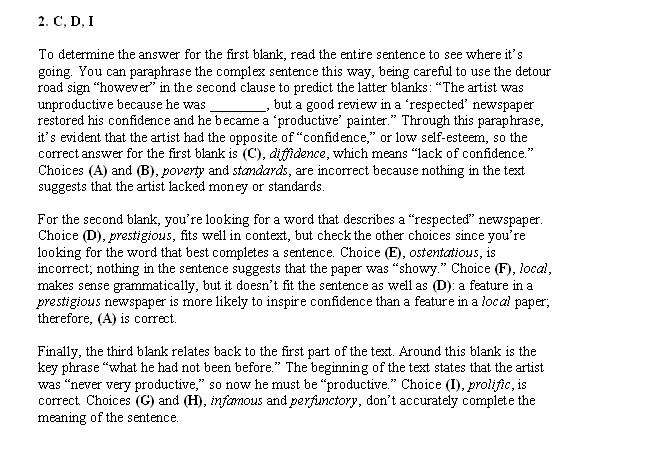 2. C, D, I
To determine the answer for the first blank, read the entire sentence to see where it's
going. You can paraphrase the complex sentence this way, being careful to use the detour
road sign "however" in the second clause to predict the latter blanks: "The artist was
unproductive because he was ________, but a good review in a 'respected' newspaper
restored his confidence and he became a 'productive' painter." Through this paraphrase,
it's evident that the artist had the opposite of "confidence," or low self-esteem, so the
correct answer for the first blank is (C), diffidence, which means "lack of confidence."
Choices (A) and (B), poverty and standards, are incorrect because nothing in the text
suggests that the artist lacked money or standards.
For the second blank, you're looking for a word that describes a "respected" newspaper.
Choice (D), prestigious, fits well in context, but check the other choices since you're
looking for the word that best completes a sentence. Choice (E), ostentatious, is
incorrect; nothing in the sentence suggests that the paper was "showy." Choice (F), local,
makes sense grammatically, but it doesn't fit the sentence as well as (D): a feature in a
prestigious newspaper is more likely to inspire confidence than a feature in a local paper;
therefore, (A) is correct.
Finally, the third blank relates back to the first part of the text. Around this blank is the
key phrase "what he had not been before." The beginning of the text states that the artist
was "never very productive," so now he must be "productive." Choice (I), prolific, is
correct. Choices (G) and (H), infamous and perfunctory, don't accurately complete the
meaning of the sentence.